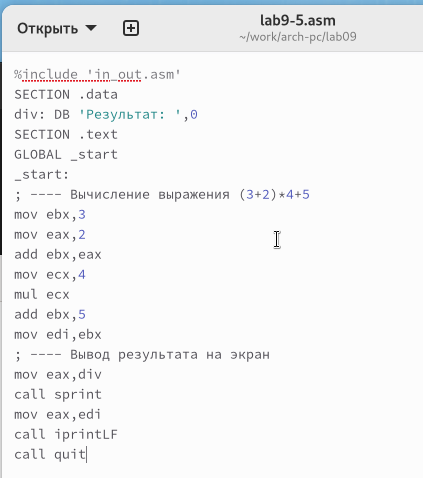 Открыть
lab9-5.asm
~/work/arch-pc/lab09
%include 'in_out.asm'
SECTION .data
div: DB 'Результат: ',0
SECTION .text
GLOBAL _start
_start:
; ---- Вычисление выражения (3+2)*4+5
mov ebx,3
mov eax,2
add ebx,eax
mov ecx,4
mul ecx
add ebx,5
mov edi,ebx
; ---- Вывод результата на экран
mov eax,div
call sprint
mov eax,edi
call iprintLF
call quit